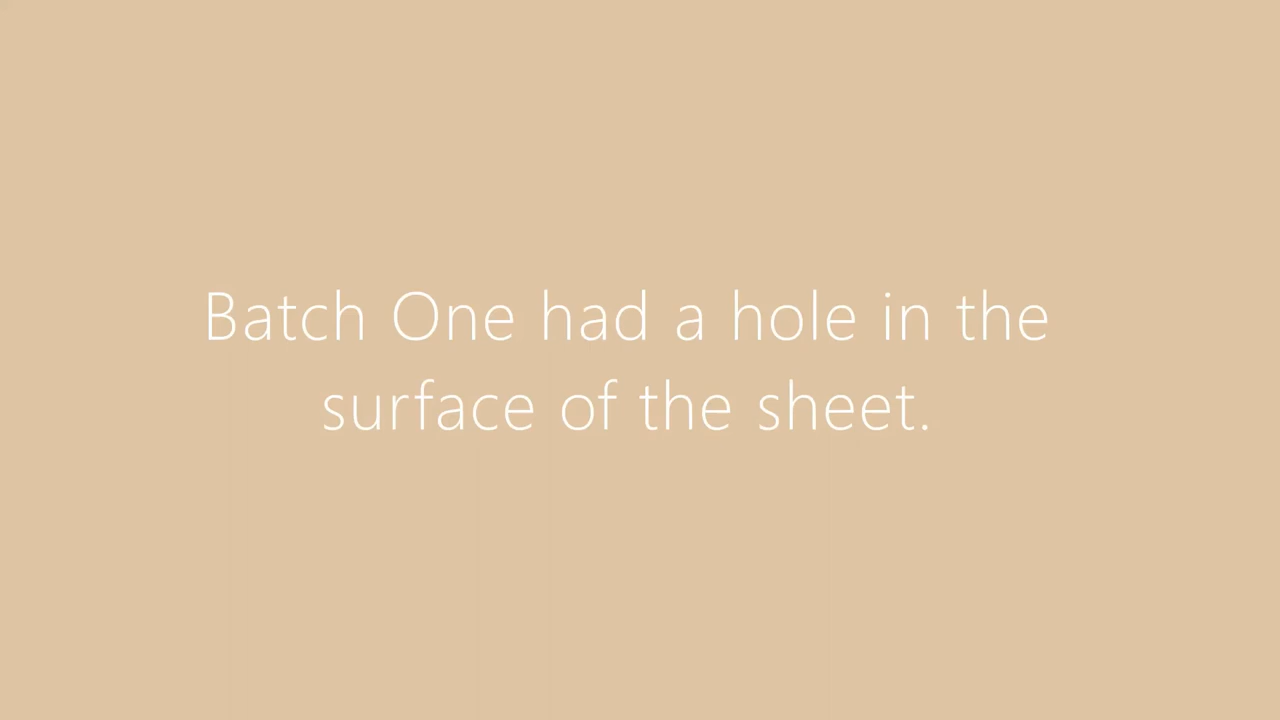 Batch One had a hole in the
surface of the sheet.